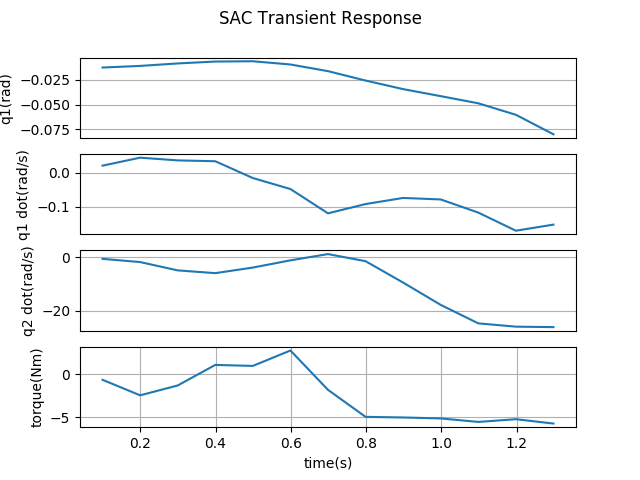 SAC Transient Response
q1(rad)
−0.025
−0.050
−0.075
q1 dot(rad/s)
0.0
−0.1
q2 dot(rad/s)
0
−20
torque(Nm)
0
−5
0.2 0.4 0.6 0.8 1.0 1.2
time(s)